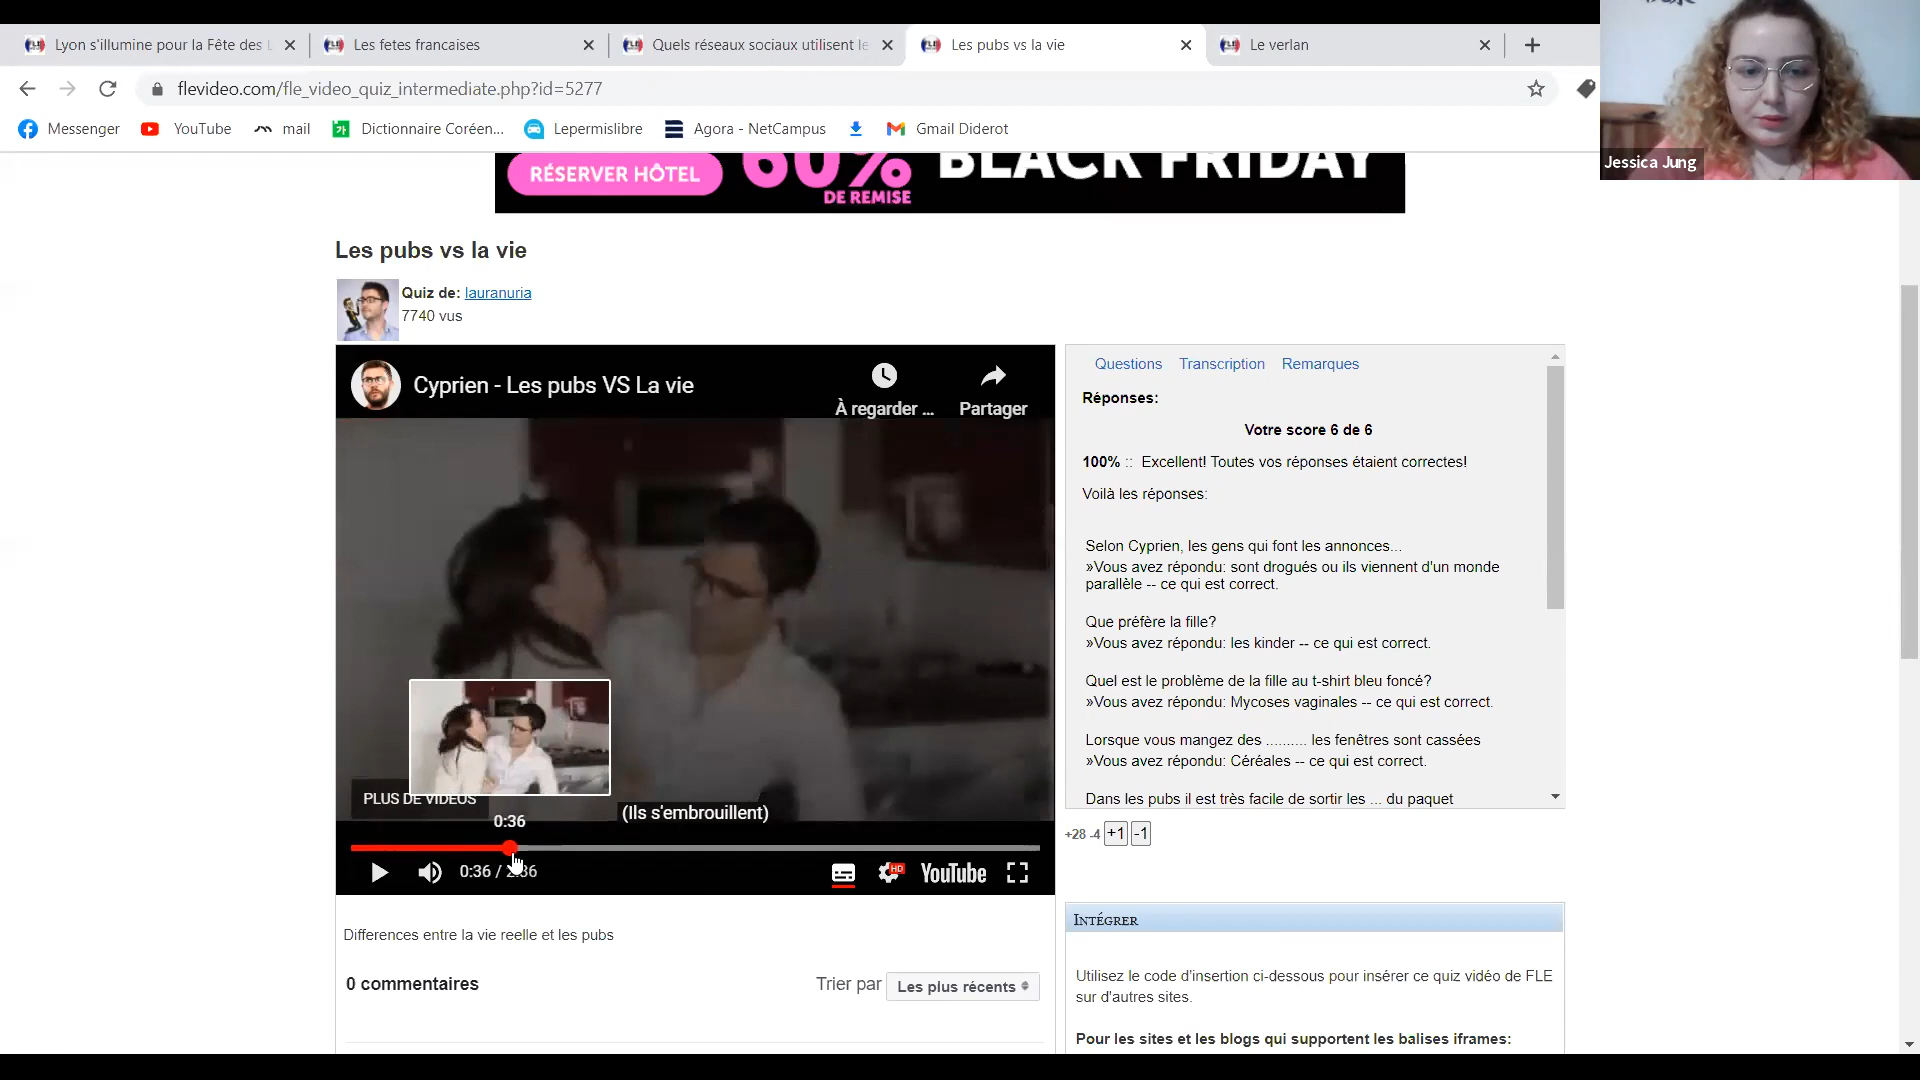 Lyon s'illumine pour la Fête des
Les fetes francaises
Quels réseaux sociaux utilisent le
Les pubs vs la vie
Le verlan
flevideo.com/fle_video_quiz_intermediate.php?id=5277
Messenger
YouTube
mail
Dictionnaire Coréen...
Lepermislibre
Agora - NetCampus
Gmail Diderot
Jessica Jung
RÉSERVER HÔTEL
60%
DE REMISE
BLACK FRIDAY
Les pubs vs la vie
Quiz de: lauranuria
7740 vus
Cyprien - Les pubs VS La vie
À regarder ...
Partager
PLUS DE VIDÉOS
0:36
(Ils s'embrouillent)
0:36 / 2:36
HD
YouTube
Differences entre la vie reelle et les pubs
0 commentaires
Trier par
Les plus récents
Questions
Transcription
Remarques
Réponses:
Votre score 6 de 6
100% :: Excellent! Toutes vos réponses étaient correctes!
Voilà les réponses:
Selon Cyprien, les gens qui font les annonces...
»Vous avez répondu: sont drogués ou ils viennent d'un monde
parallèle -- ce qui est correct.
Que préfère la fille?
»Vous avez répondu: les kinder -- ce qui est correct.
Quel est le problème de la fille au t-shirt bleu foncé?
»Vous avez répondu: Mycoses vaginales -- ce qui est correct.
Lorsque vous mangez des .......... les fenêtres sont cassées
»Vous avez répondu: Céréales -- ce qui est correct.
Dans les pubs il est très facile de sortir les ... du paquet
+28 -4 +1 -1
INTÉGRER
Utilisez le code d'insertion ci-dessous pour insérer ce quiz vidéo de FLE
sur d'autres sites.
Pour les sites et les blogs qui supportent les balises iframes: